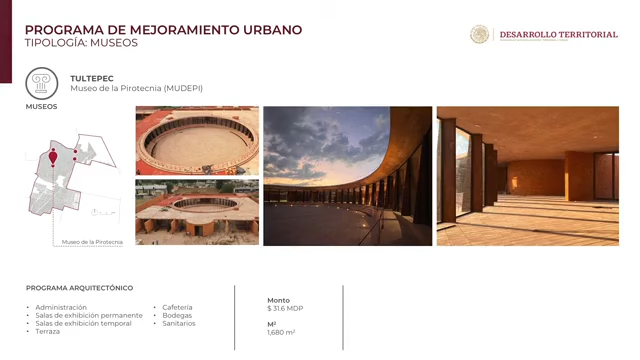 PROGRAMA DE MEJORAMIENTO URBANO
TIPOLOGÍA: MUSEOS
DESARROLLO TERRITORIAL
TULTEPEC
Museo de la Pirotecnia (MUDEPI)
MUSEOS
Museo de la Pirotecnia
PROGRAMA ARQUITECTÓNICO
• Administración
• Salas de exhibición permanente
• Salas de exhibición temporal
• Terraza
• Cafetería
• Bodegas
• Sanitarios
Monto
$ 31.6 MDP
M²
1,680 m²